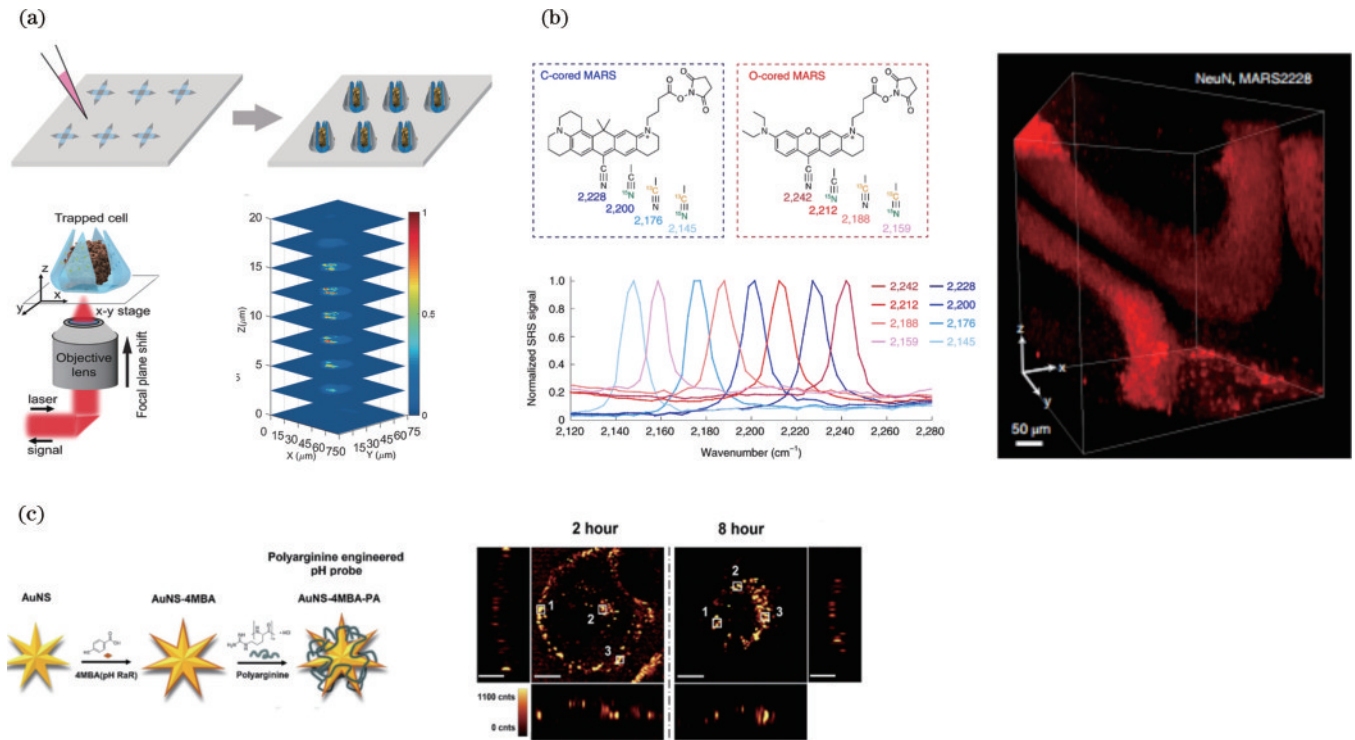 (a)
Trapped cell
z
x
y
x-y stage
Objective
lens
Focal plane shift
laser
signal
20
15
10
5
0
Z(μm)
0
15
30
45
60
750
X (μm)
15
30
45
60
75
Y (μm)
1
0.5
0
(b)
C-cored MARS
2,228
2,200
2,176
2,145
O-cored MARS
2,242
2,212
2,188
2,159
Normalized SRS signal
1.0
0.8
0.6
0.4
0.2
0
2,242
2,228
2,212
2,200
2,188
2,176
2,159
2,145
2,120 2,140 2,160 2,180 2,200 2,220 2,240 2,260 2,280
Wavenumber (cm⁻¹)
NeuN, MARS2228
z
x
y
50 μm
(c)
AuNS
4MBA(pH RaR)
AuNS-4MBA
Polyarginine
Polyarginine engineered
pH probe
AuNS-4MBA-PA
2 hour
8 hour
1
2
3
1
2
3
1100 cnts
0 cnts